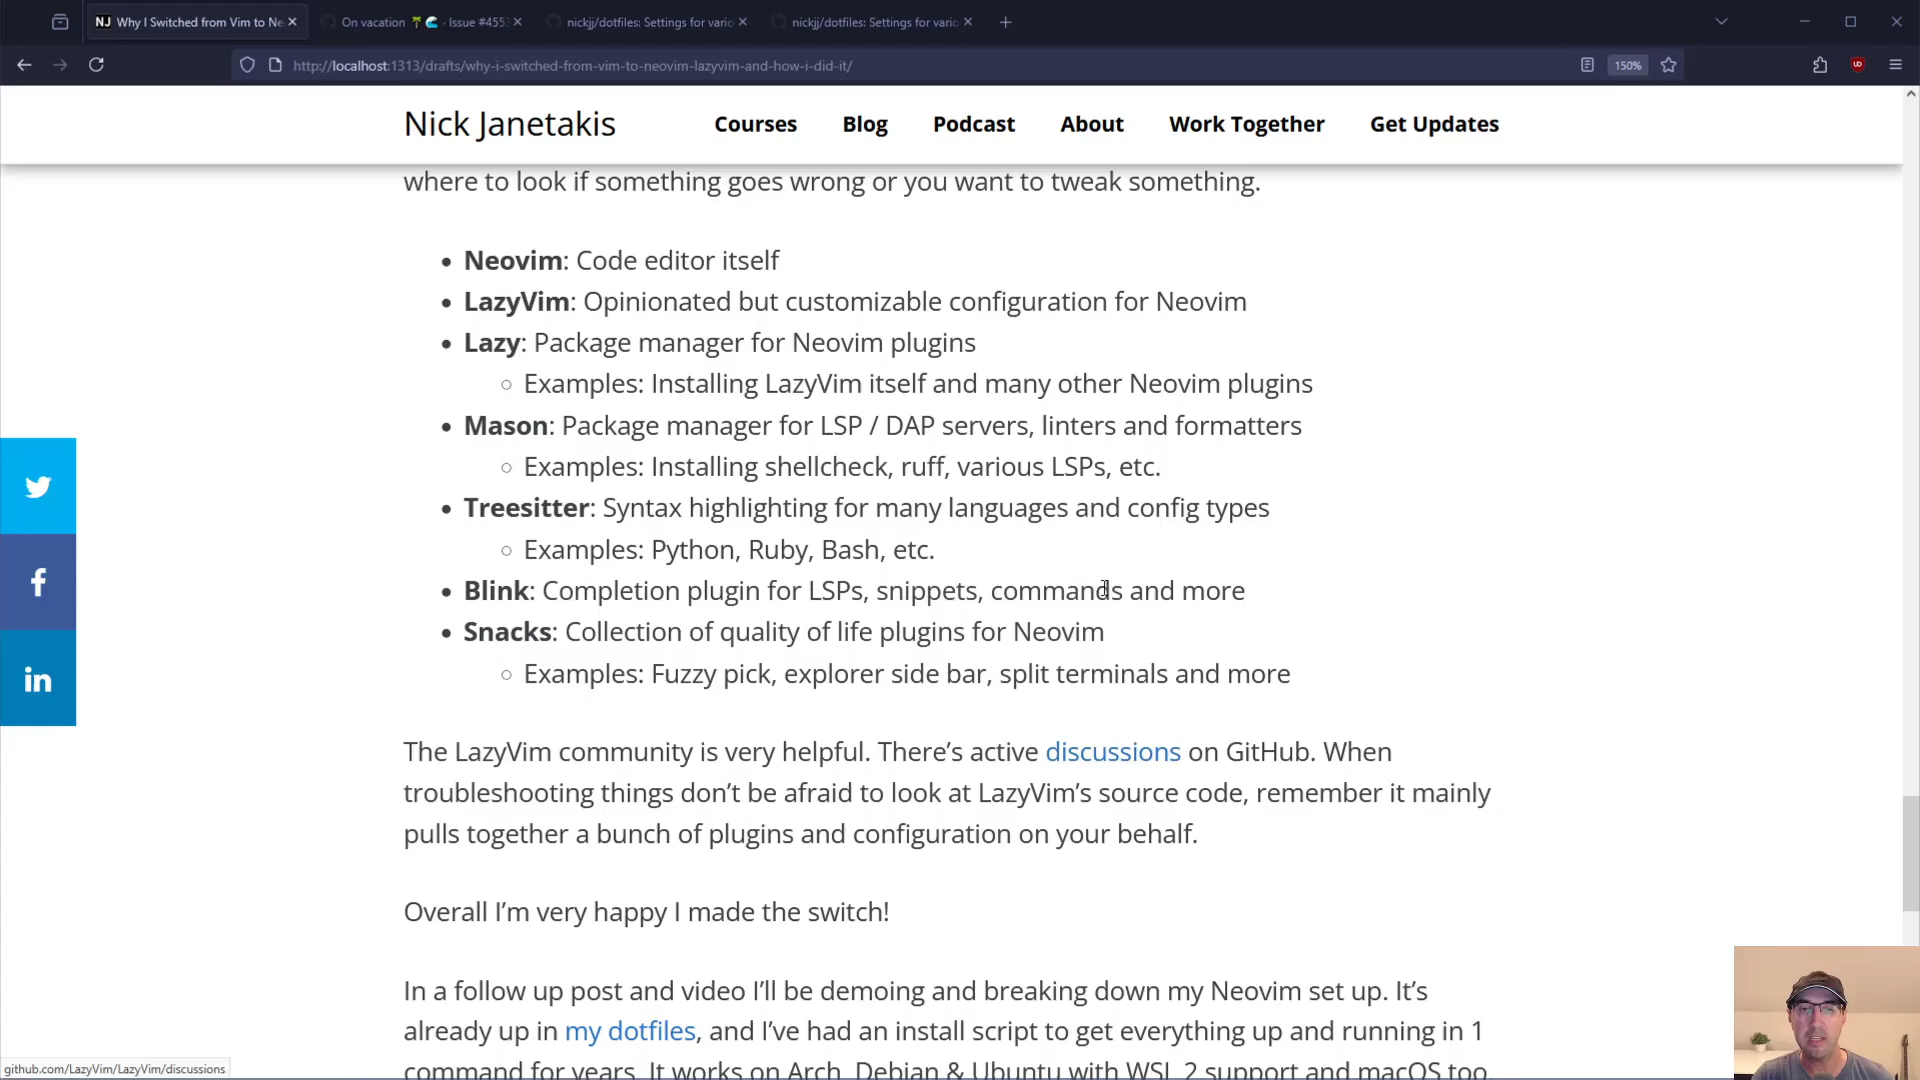 Why I Switched from Vim to Ne
On vacation 🌴🌊 · Issue #4553
nickjj/dotfiles: Settings for vario
nickjj/dotfiles: Settings for vario
http://localhost:1313/drafts/why-i-switched-from-vim-to-neovim-lazyvim-and-how-i-did-it/
150%
Nick Janetakis
Courses Blog Podcast About Work Together Get Updates
where to look if something goes wrong or you want to tweak something.
• Neovim: Code editor itself
• LazyVim: Opinionated but customizable configuration for Neovim
• Lazy: Package manager for Neovim plugins
◦ Examples: Installing LazyVim itself and many other Neovim plugins
• Mason: Package manager for LSP / DAP servers, linters and formatters
◦ Examples: Installing shellcheck, ruff, various LSPs, etc.
• Treesitter: Syntax highlighting for many languages and config types
◦ Examples: Python, Ruby, Bash, etc.
• Blink: Completion plugin for LSPs, snippets, commands and more
• Snacks: Collection of quality of life plugins for Neovim
◦ Examples: Fuzzy pick, explorer side bar, split terminals and more
The LazyVim community is very helpful. There’s active discussions on GitHub. When
troubleshooting things don’t be afraid to look at LazyVim’s source code, remember it mainly
pulls together a bunch of plugins and configuration on your behalf.
Overall I’m very happy I made the switch!
In a follow up post and video I’ll be demoing and breaking down my Neovim set up. It’s
already up in my dotfiles, and I’ve had an install script to get everything up and running in 1
command for years. It works on Arch, Debian & Ubuntu with WSL 2 support and macOS too.
github.com/LazyVim/LazyVim/discussions